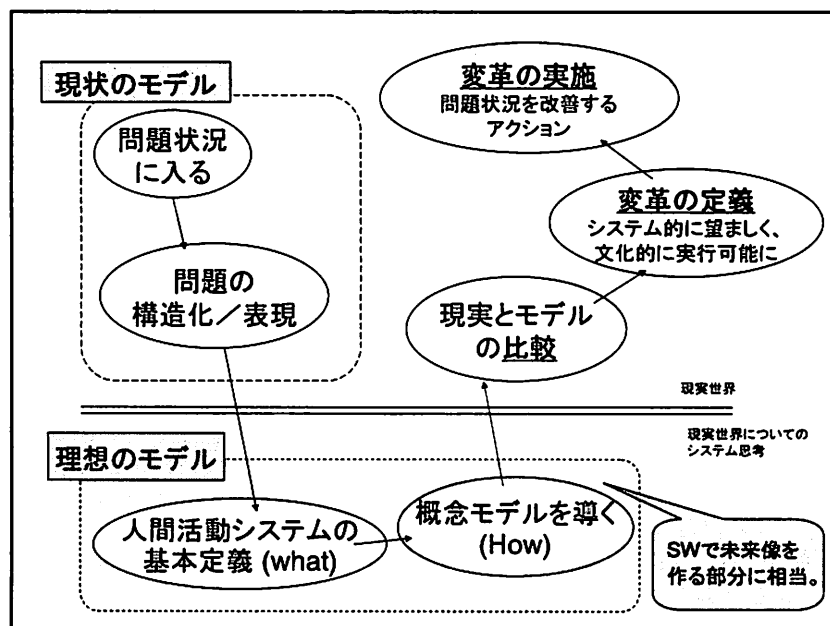 現状のモデル
問題状況
に入る
問題の
構造化／表現
変革の実施
問題状況を改善する
アクション
変革の定義
システム的に望ましく、
文化的に実行可能に
現実とモデル
の比較
現実世界
現実世界についての
システム思考
理想のモデル
人間活動システムの
基本定義 (what)
概念モデルを導く
(How)
SWで未来像を
作る部分に相当。